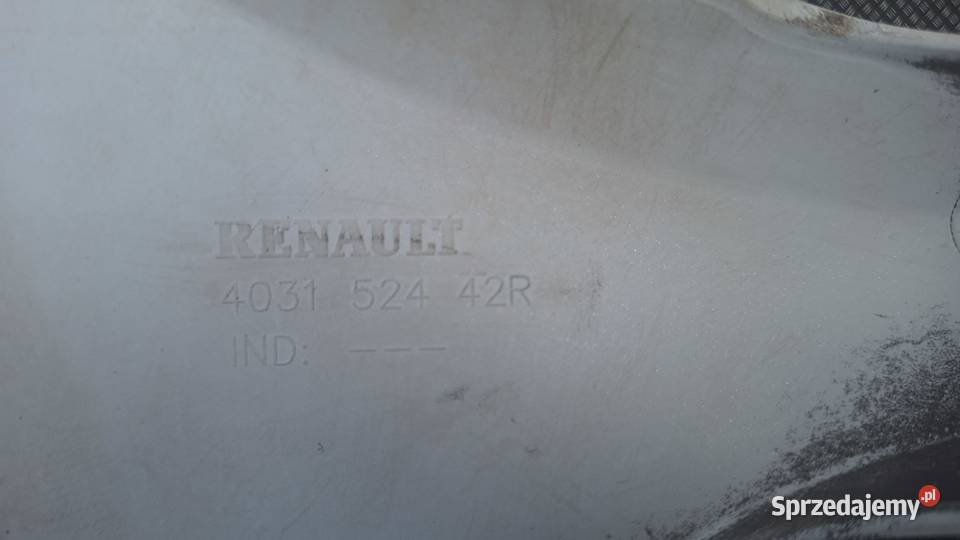 RENAULT
4031 524 42R
IND: ---
Sprzedajemy.pl